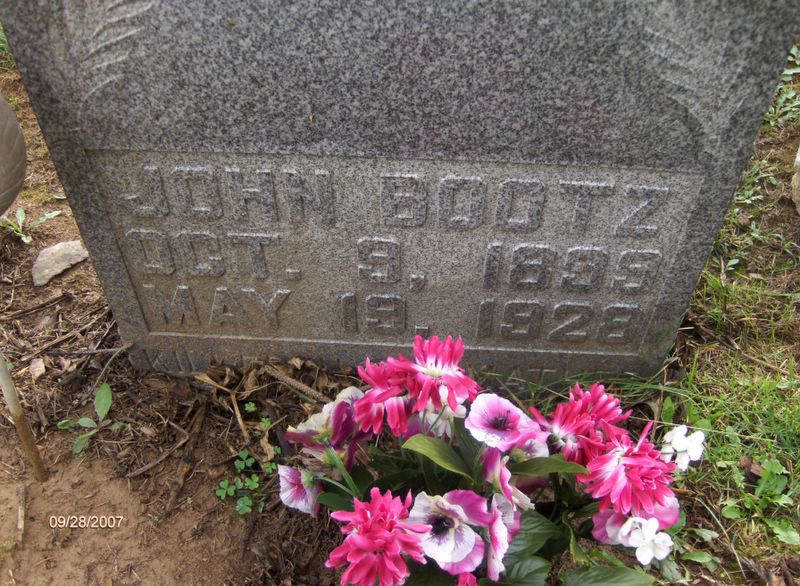 JOHN BOOTZ
OCT. 9, 1899
MAY 19, 1928
09/28/2007